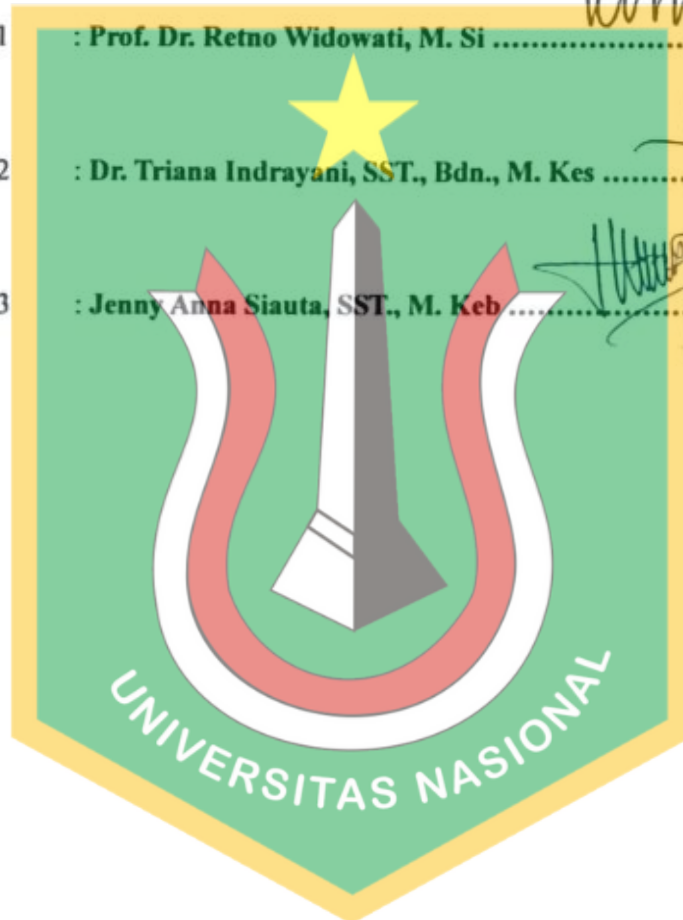 1 : Prof. Dr. Retno Widowati, M. Si ........................
2 : Dr. Triana Indrayani, SST., Bdn., M. Kes ............
3 : Jenny Anna Siauta, SST., M. Keb ......................
UNIVERSITAS NASIONAL